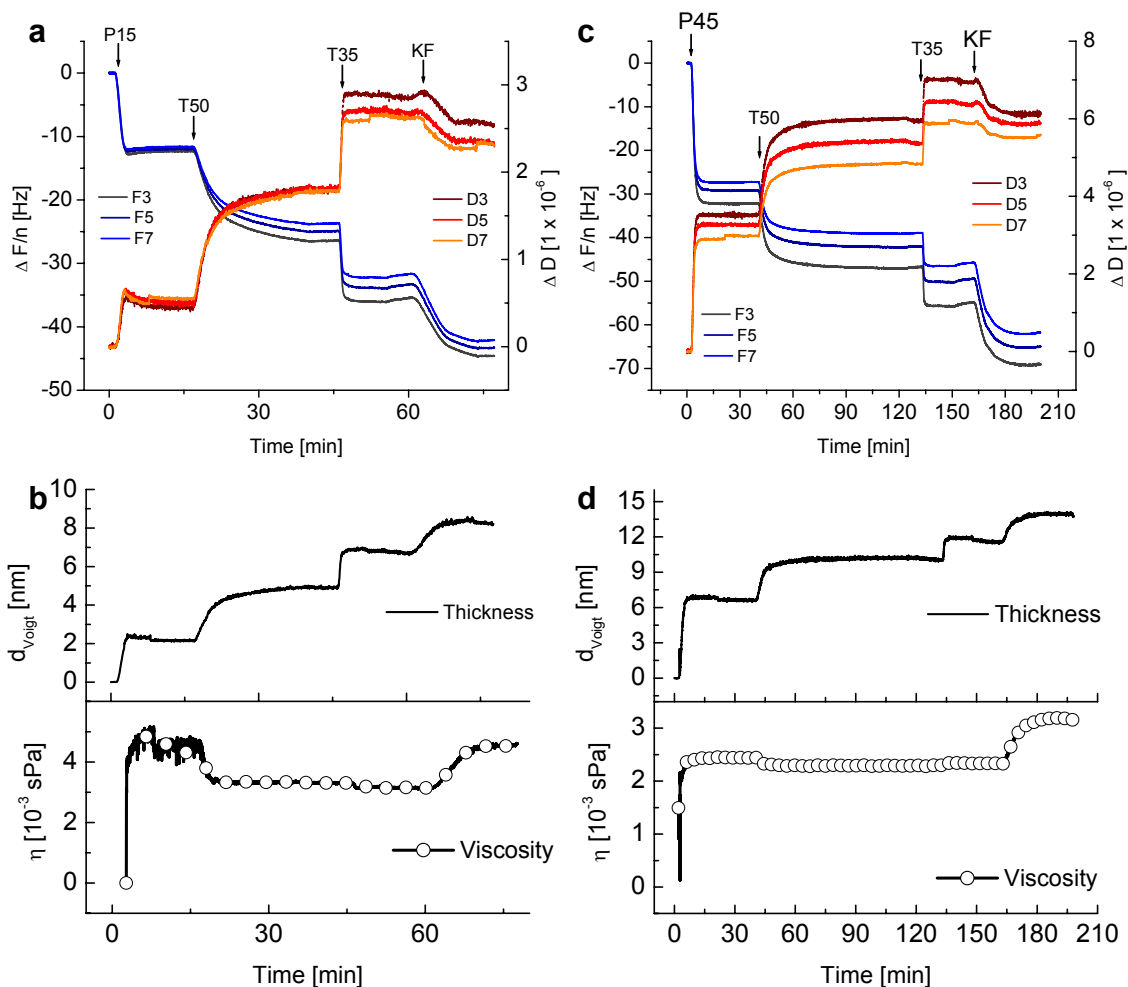 a
P15
T50
T35
KF
0
-10
-20
-30
-40
-50
Δ F/n [Hz]
F3
F5
F7
D3
D5
D7
3
2
1
0
Δ D [1 x 10⁻⁶]
0
30
60
Time [min]
c
P45
T50
T35
KF
0
-10
-20
-30
-40
-50
-60
-70
Δ F/n [Hz]
F3
F5
F7
D3
D5
D7
8
6
4
2
0
Δ D [1 x 10⁻⁶]
0
30
60
90
120
150
180
210
Time [min]
b
10
8
6
4
2
0
d_Voigt [nm]
Thickness
4
2
0
η [10⁻³ sPa]
Viscosity
0
30
60
Time [min]
d
15
12
9
6
3
0
d_Voigt [nm]
Thickness
3
2
1
0
η [10⁻³ sPa]
Viscosity
0
30
60
90
120
150
180
210
Time [min]